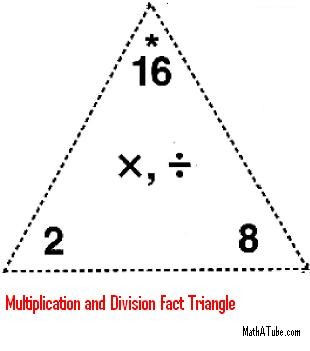 *
16
×, ÷
2 8
Multiplication and Division Fact Triangle
MathATube.com